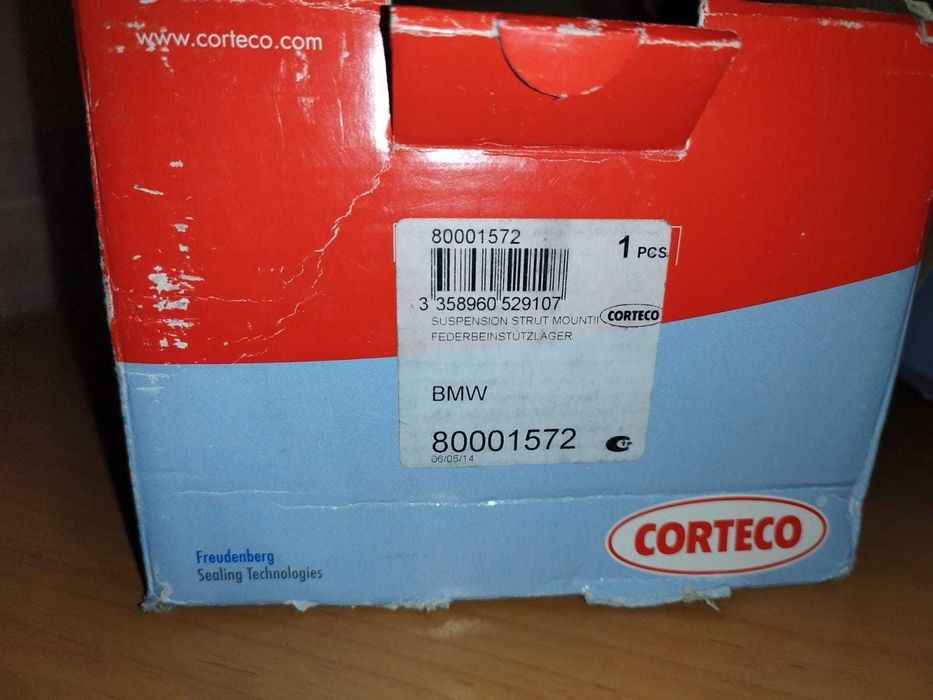 www.corteco.com
80001572
1 PCS
3 358960 529107
CORTECO
SUSPENSION STRUT MOUNTI
FEDERBEINSTÜTZLAGER
BMW
80001572
06/05/14
CORTECO
Freudenberg
Sealing Technologies